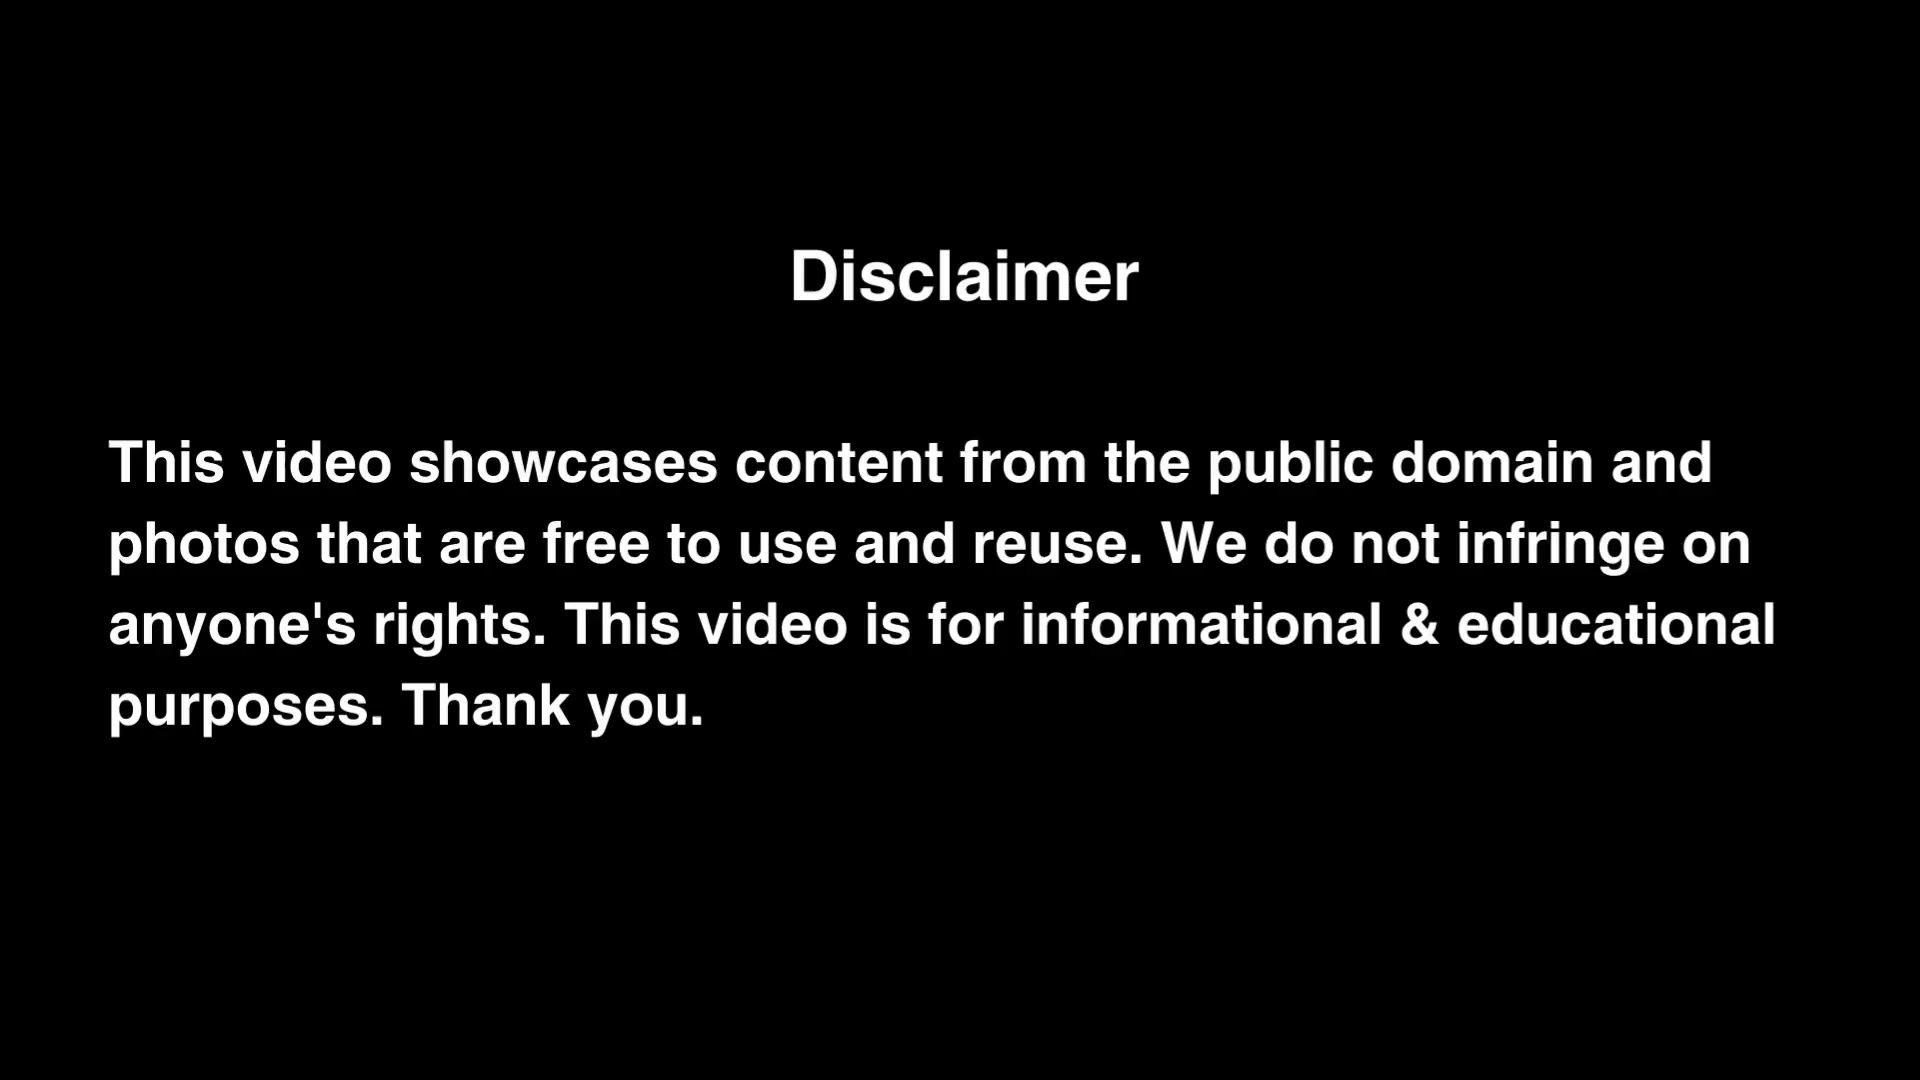 Disclaimer
This video showcases content from the public domain and
photos that are free to use and reuse. We do not infringe on
anyone's rights. This video is for informational & educational
purposes. Thank you.